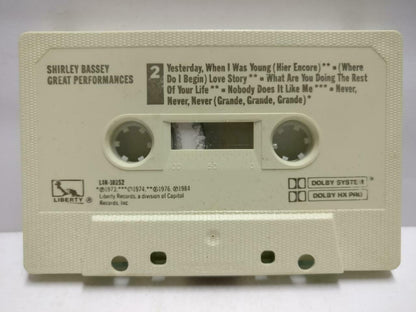 SHIRLEY BASSEY
GREAT PERFORMANCES
2
Yesterday, When I Was Young (Hier Encore) ** • (Where
Do I Begin) Love Story ** • What Are You Doing The Rest
Of Your Life ** • Nobody Does It Like Me *** • Never,
Never, Never (Grande, Grande, Grande)*
LIBERTY ®
*℗1973, ***℗1974, **℗1976, ℗1984
Liberty Records, a division of Capitol
Records, Inc.
DOLBY SYSTEM
DOLBY HX PRO